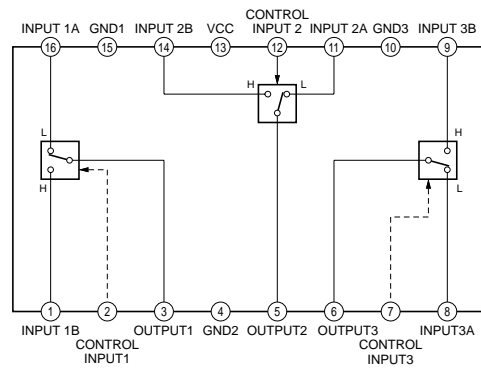 CONTROL
INPUT 1A GND1 INPUT 2B VCC INPUT 2 INPUT 2A GND3 INPUT 3B
16 15 14 13 12 11 10 9
H L
L H
H L
1 2 3 4 5 6 7 8
INPUT 1B OUTPUT1 GND2 OUTPUT2 OUTPUT3 INPUT3A
CONTROL CONTROL
INPUT1 INPUT3